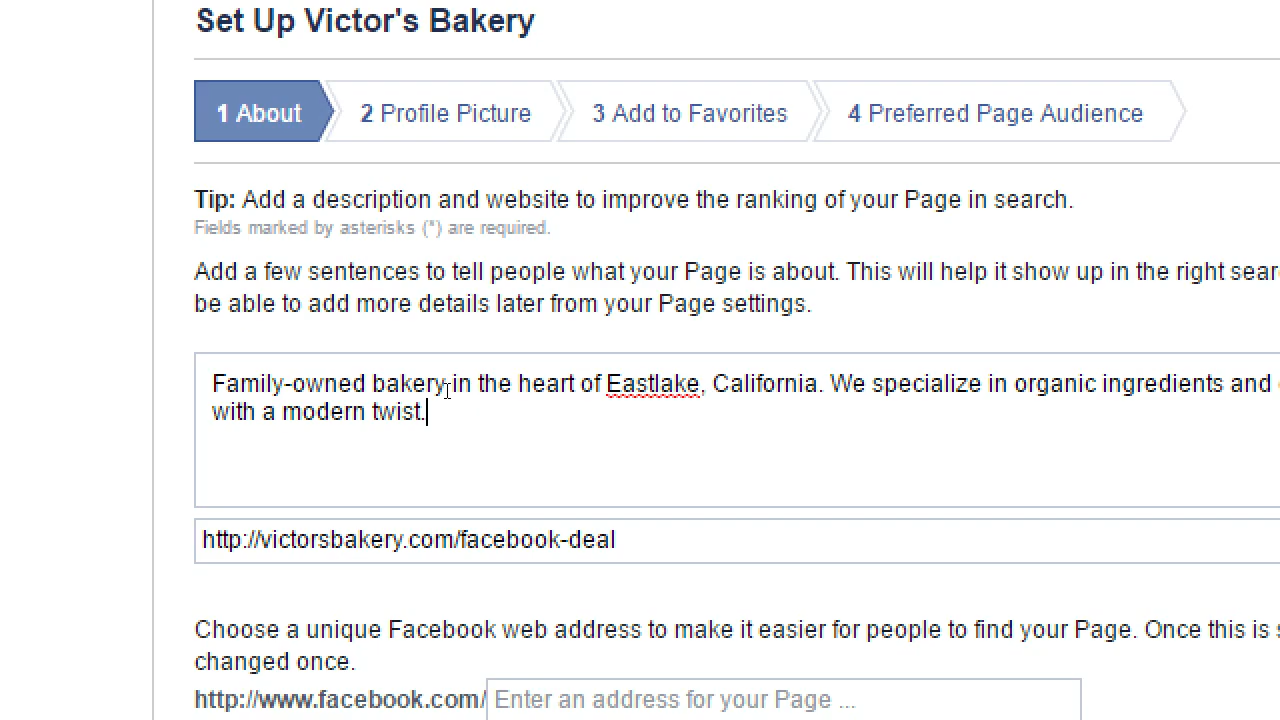 Set Up Victor's Bakery
1 About
2 Profile Picture
3 Add to Favorites
4 Preferred Page Audience
Tip: Add a description and website to improve the ranking of your Page in search.
Fields marked by asterisks (*) are required.
Add a few sentences to tell people what your Page is about. This will help it show up in the right sear
be able to add more details later from your Page settings.
Family-owned bakery in the heart of Eastlake, California. We specialize in organic ingredients and
with a modern twist.
http://victorsbakery.com/facebook-deal
Choose a unique Facebook web address to make it easier for people to find your Page. Once this is
changed once.
http://www.facebook.com/ Enter an address for your Page ...